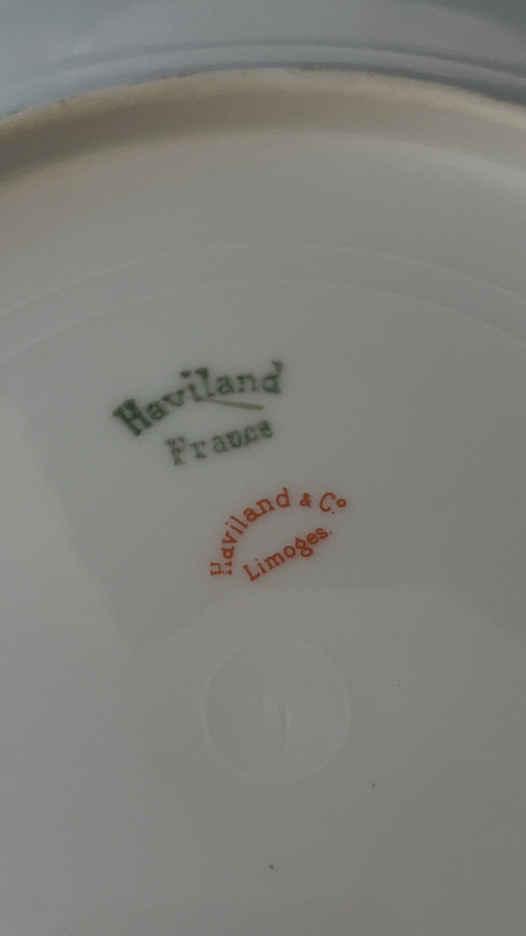 Haviland
France
Haviland & Co
Limoges.